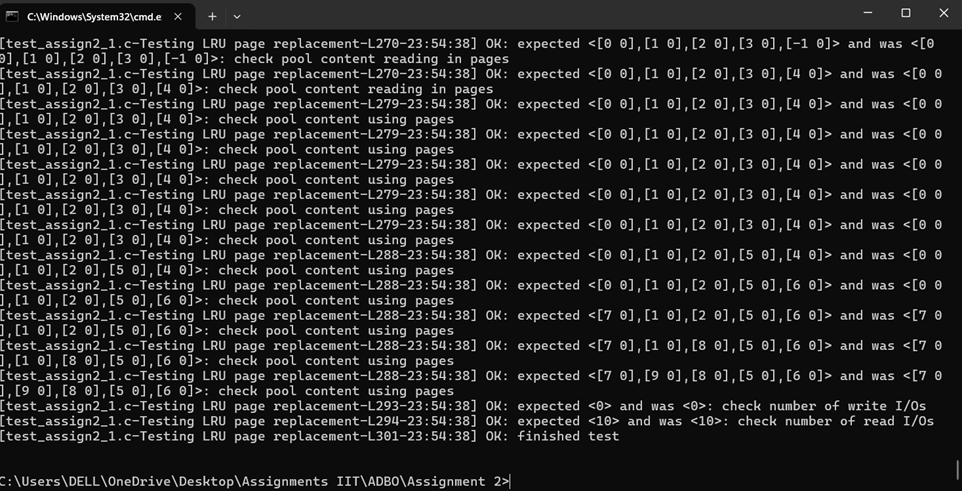 C:\Windows\System32\cmd.e
[test_assign2_1.c-Testing LRU page replacement-L270-23:54:38] OK: expected <[0 0],[1 0],[2 0],[3 0],[-1 0]> and was <[0
0],[1 0],[2 0],[3 0],[-1 0]>: check pool content reading in pages
[test_assign2_1.c-Testing LRU page replacement-L270-23:54:38] OK: expected <[0 0],[1 0],[2 0],[3 0],[4 0]> and was <[0 0
],[1 0],[2 0],[3 0],[4 0]>: check pool content reading in pages
[test_assign2_1.c-Testing LRU page replacement-L279-23:54:38] OK: expected <[0 0],[1 0],[2 0],[3 0],[4 0]> and was <[0 0
],[1 0],[2 0],[3 0],[4 0]>: check pool content using pages
[test_assign2_1.c-Testing LRU page replacement-L279-23:54:38] OK: expected <[0 0],[1 0],[2 0],[3 0],[4 0]> and was <[0 0
],[1 0],[2 0],[3 0],[4 0]>: check pool content using pages
[test_assign2_1.c-Testing LRU page replacement-L279-23:54:38] OK: expected <[0 0],[1 0],[2 0],[3 0],[4 0]> and was <[0 0
],[1 0],[2 0],[3 0],[4 0]>: check pool content using pages
[test_assign2_1.c-Testing LRU page replacement-L279-23:54:38] OK: expected <[0 0],[1 0],[2 0],[3 0],[4 0]> and was <[0 0
],[1 0],[2 0],[3 0],[4 0]>: check pool content using pages
[test_assign2_1.c-Testing LRU page replacement-L279-23:54:38] OK: expected <[0 0],[1 0],[2 0],[3 0],[4 0]> and was <[0 0
],[1 0],[2 0],[3 0],[4 0]>: check pool content using pages
[test_assign2_1.c-Testing LRU page replacement-L288-23:54:38] OK: expected <[0 0],[1 0],[2 0],[5 0],[4 0]> and was <[0 0
],[1 0],[2 0],[5 0],[4 0]>: check pool content using pages
[test_assign2_1.c-Testing LRU page replacement-L288-23:54:38] OK: expected <[0 0],[1 0],[2 0],[5 0],[6 0]> and was <[0 0
],[1 0],[2 0],[5 0],[6 0]>: check pool content using pages
[test_assign2_1.c-Testing LRU page replacement-L288-23:54:38] OK: expected <[7 0],[1 0],[2 0],[5 0],[6 0]> and was <[7 0
],[1 0],[2 0],[5 0],[6 0]>: check pool content using pages
[test_assign2_1.c-Testing LRU page replacement-L288-23:54:38] OK: expected <[7 0],[1 0],[8 0],[5 0],[6 0]> and was <[7 0
],[1 0],[8 0],[5 0],[6 0]>: check pool content using pages
[test_assign2_1.c-Testing LRU page replacement-L288-23:54:38] OK: expected <[7 0],[9 0],[8 0],[5 0],[6 0]> and was <[7 0
],[9 0],[8 0],[5 0],[6 0]>: check pool content using pages
[test_assign2_1.c-Testing LRU page replacement-L293-23:54:38] OK: expected <0> and was <0>: check number of write I/Os
[test_assign2_1.c-Testing LRU page replacement-L294-23:54:38] OK: expected <10> and was <10>: check number of read I/Os
[test_assign2_1.c-Testing LRU page replacement-L301-23:54:38] OK: finished test
C:\Users\DELL\OneDrive\Desktop\Assignments IIT\ADBO\Assignment 2>